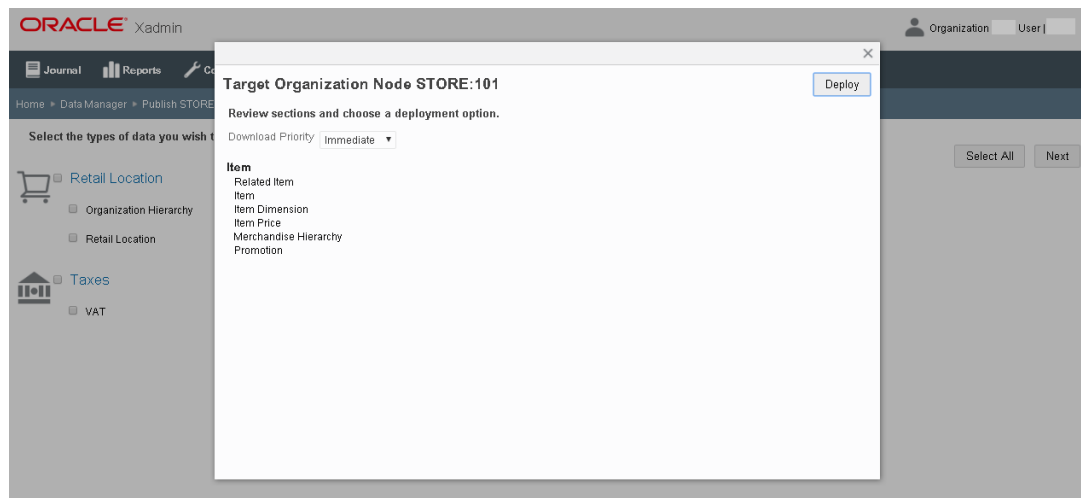 ORACLE Xadmin
Organization User |
Journal Reports Co
Home Data Manager Publish STORE
Select the types of data you wish t
Select All Next
Retail Location
Organization Hierarchy
Retail Location
Taxes
VAT
×
Target Organization Node STORE:101
Deploy
Review sections and choose a deployment option.
Download Priority Immediate
Item
Related Item
Item
Item Dimension
Item Price
Merchandise Hierarchy
Promotion